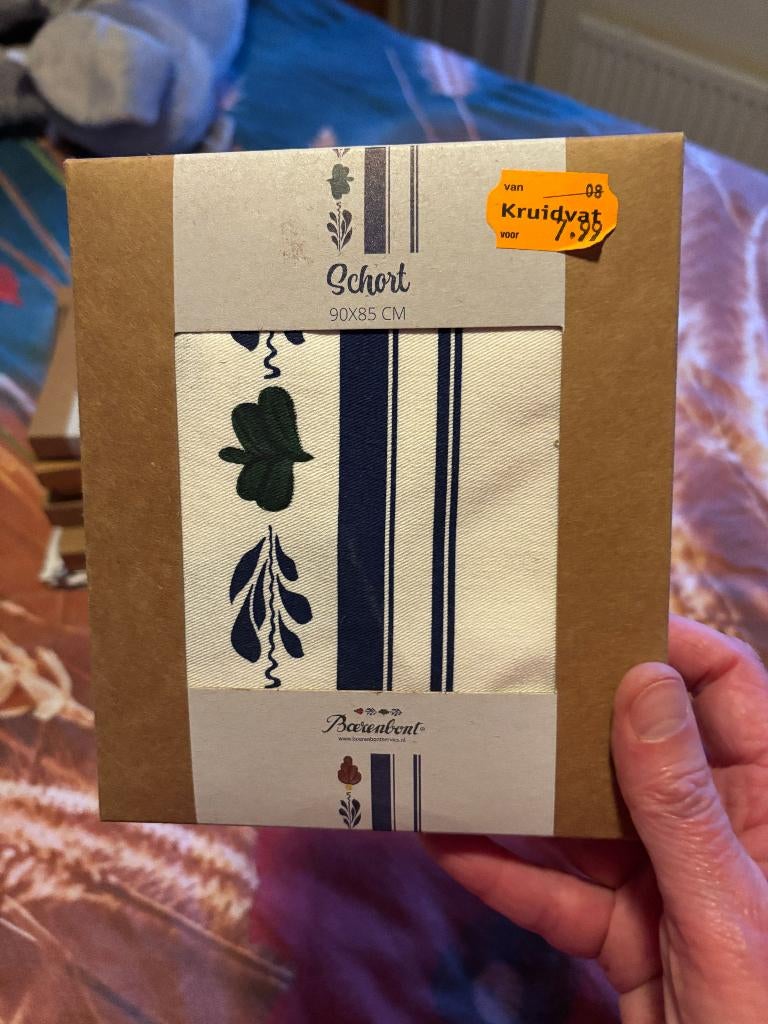 van 08
Kruidvat
voor 7.99
Schort
90X85 CM
Boerenbont®
www.boerenbontservies.nl